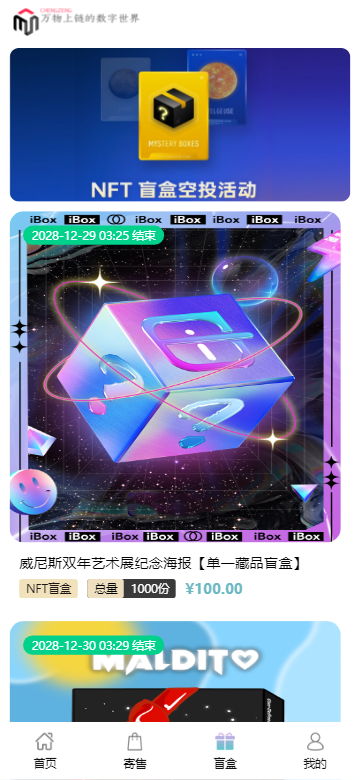 CHENGZENG
万物上链的数字世界
MYSTERY BOXES
NFT 盲盒空投活动
iBox iBox iBox iBox iBox iBox iBox
2028-12-29 03:25 结束
iBox iBox iBox iBox iBox iBox iBox
威尼斯双年艺术展纪念海报【单一藏品盲盒】
NFT盲盒 总量 1000份 ¥100.00
2028-12-30 03:29 结束
MALDITO
首页 寄售 盲盒 我的